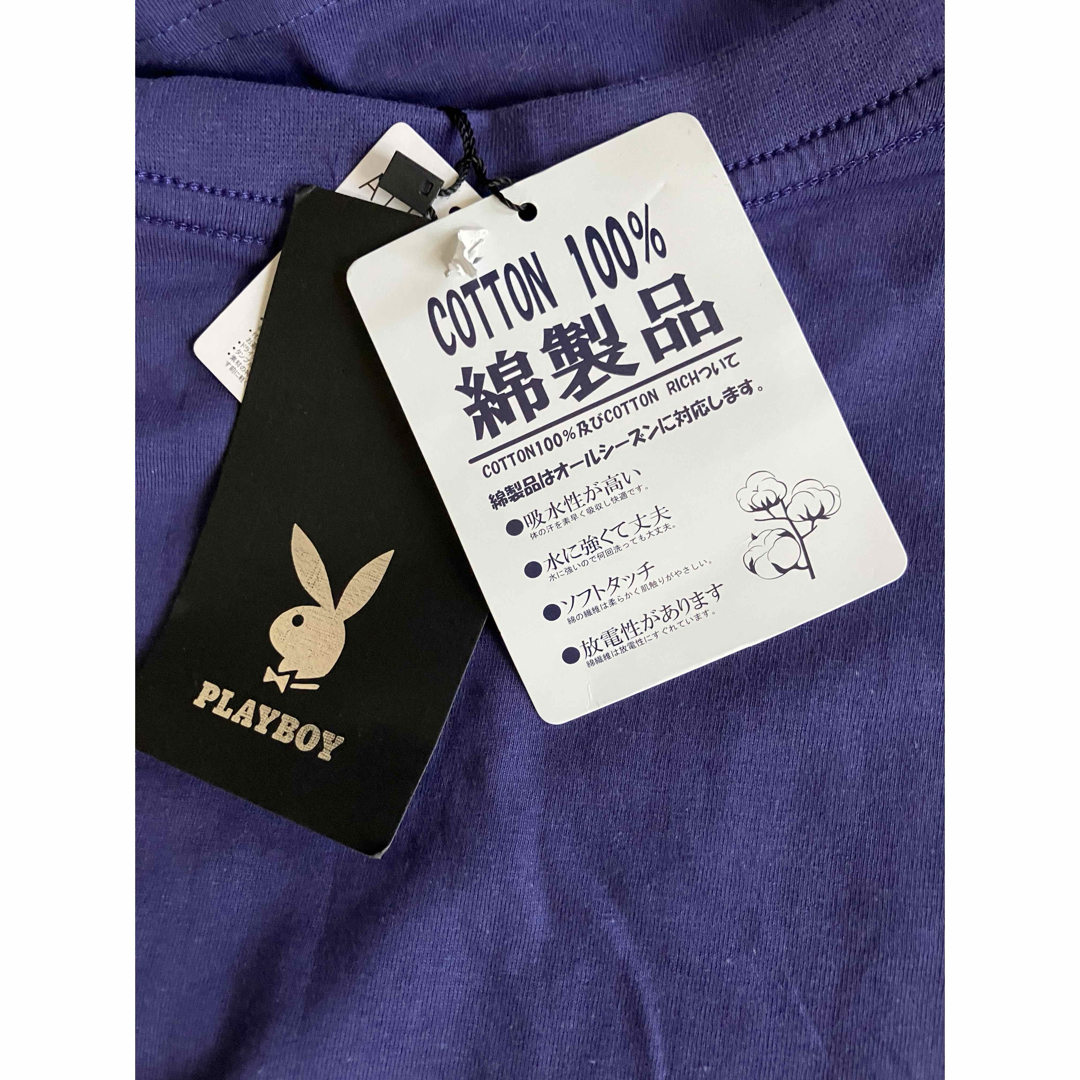 COTTON 100%
綿製品
COTTON100%及びCOTTON RICHついて
綿製品はオールシーズンに対応します。
●吸水性が高い
体の汗を素早く吸収し快適です。
●水に強くて丈夫
水に強いので何回洗っても大丈夫。
●ソフトタッチ
綿の繊維は柔らかく肌触りがやさしい。
●放電性があります
綿繊維は放電性にすぐれています。
PLAYBOY